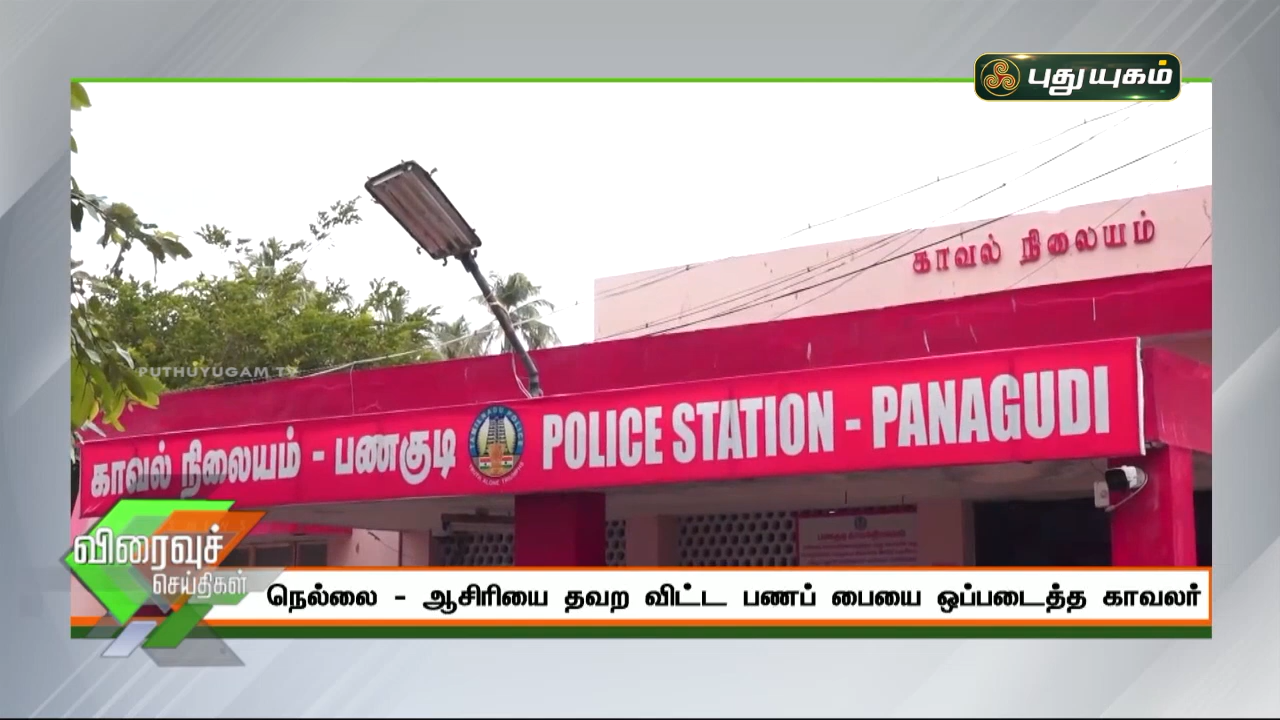 புதுயுகம்
காவல் நிலையம்
PUTHUYUGAM TV
காவல் நிலையம் - பணகுடி
POLICE STATION - PANAGUDI
விரைவுச்
செய்திகள்
நெல்லை - ஆசிரியை தவற விட்ட பணப் பையை ஒப்படைத்த காவலர்